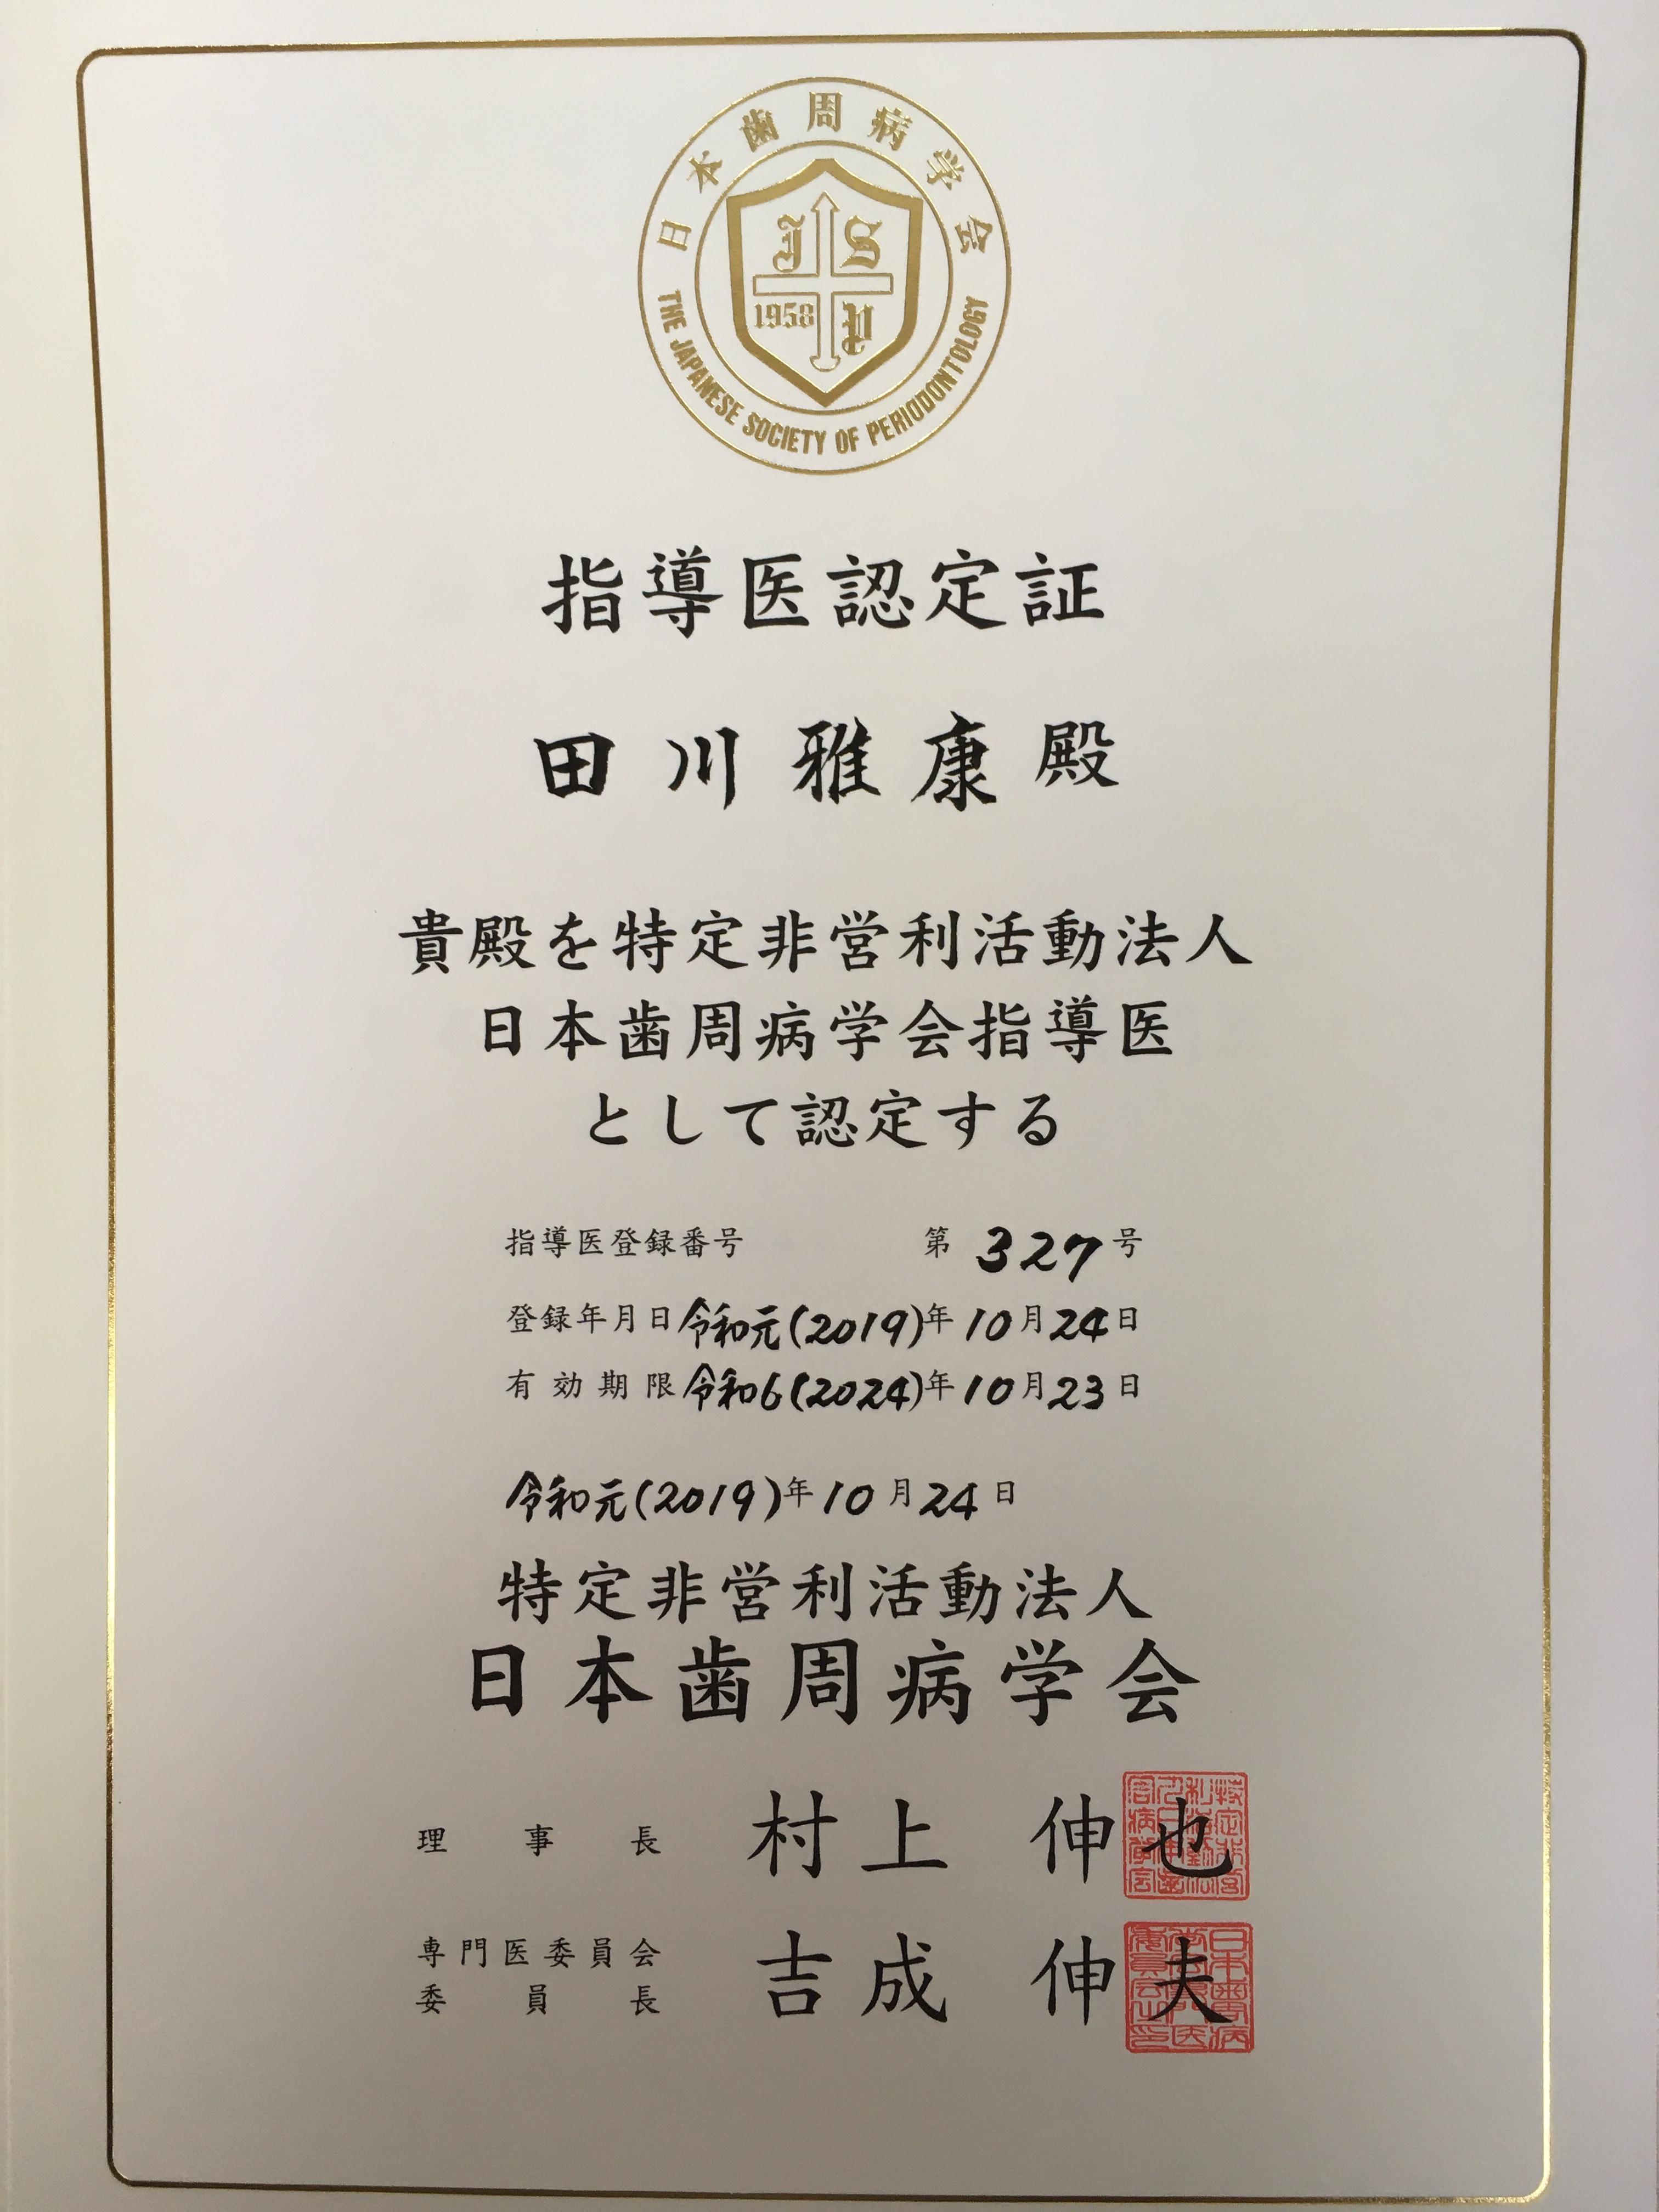 日本歯周病学会
J S
1958 P
THE JAPANESE SOCIETY OF PERIODONTOLOGY
指導医認定証
田川雅康殿
貴殿を特定非営利活動法人
日本歯周病学会指導医
として認定する
指導医登録番号 第 327 号
登録年月日 令和元(2019)年 10月 24日
有効期限 令和6(2024)年 10月 23日
令和元(2019)年 10月 24日
特定非営利活動法人
日本歯周病学会
理事長 村上 伸也
専門医委員会
委員長 吉成 伸夫